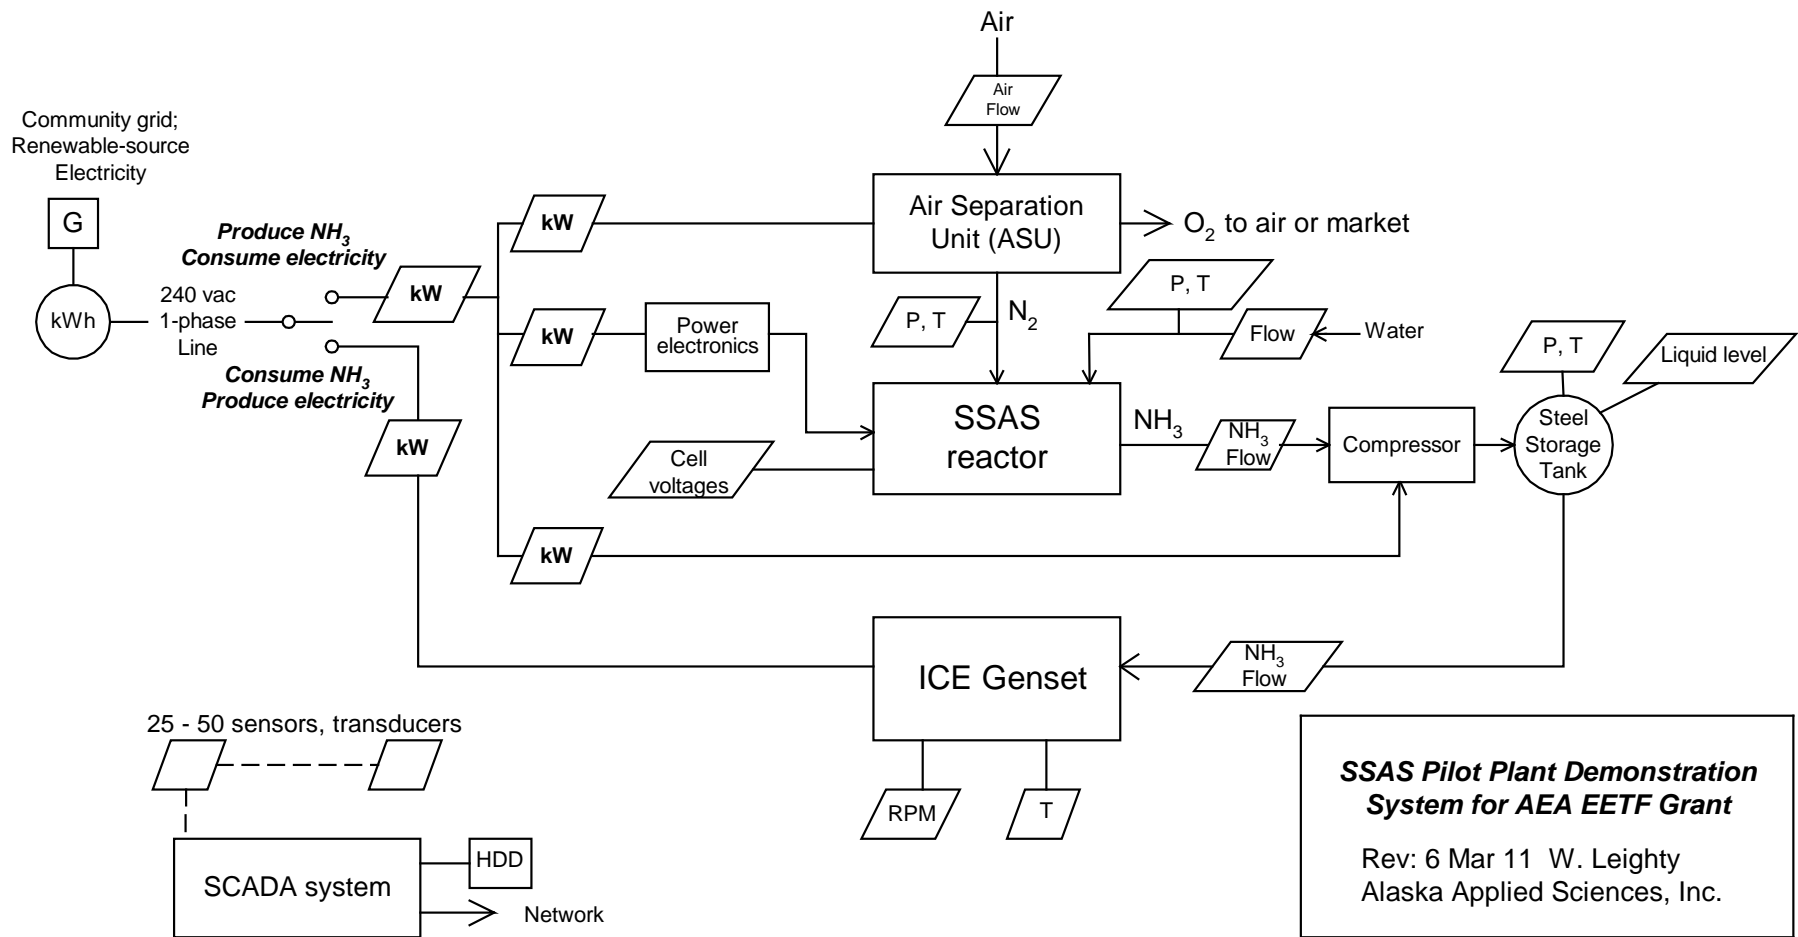 Air
Air
Flow
Community grid;
Renewable-source
Electricity
G
kWh
240 vac
1-phase
Line
Produce NH3
Consume electricity
Consume NH3
Produce electricity
kW
kW
kW
kW
kW
Power
electronics
Air Separation
Unit (ASU)
O2 to air or market
P, T
N2
P, T
Flow
Water
SSAS
reactor
Cell
voltages
NH3
NH3
Flow
Compressor
P, T
Liquid level
Steel
Storage
Tank
ICE Genset
NH3
Flow
RPM
T
25 - 50 sensors, transducers
SCADA system
HDD
Network
SSAS Pilot Plant Demonstration
System for AEA EETF Grant
Rev: 6 Mar 11 W. Leighty
Alaska Applied Sciences, Inc.